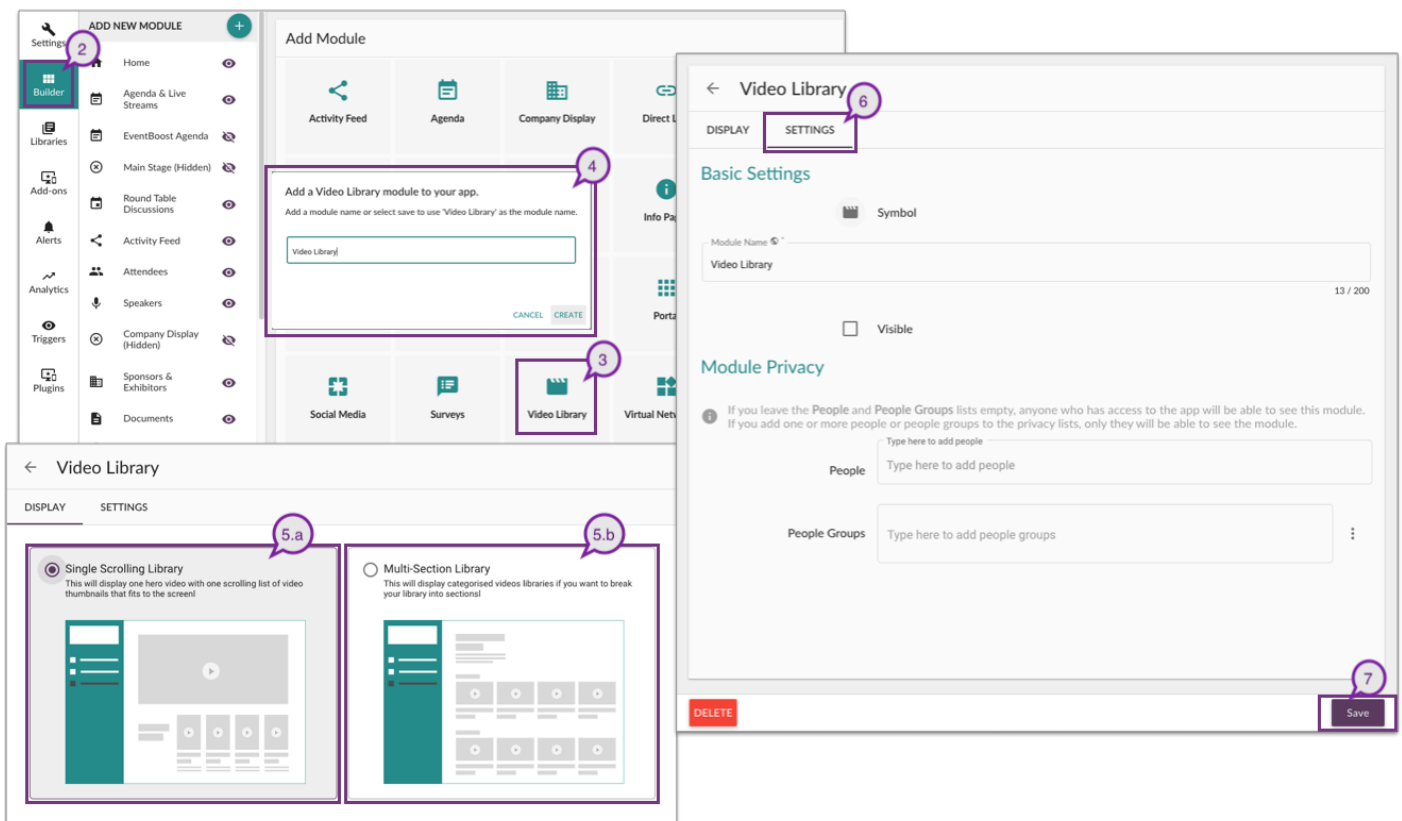 Settings
2
Builder
Libraries
Add-ons
Alerts
Analytics
Triggers
Plugins
ADD NEW MODULE
+
Home
Agenda & Live
Streams
EventBoost Agenda
Main Stage (Hidden)
Round Table
Discussions
Activity Feed
Attendees
Speakers
Company Display
(Hidden)
Sponsors &
Exhibitors
Documents
Add Module
Activity Feed
Agenda
Company Display
Direct L
4
Add a Video Library module to your app.
Add a module name or select save to use 'Video Library' as the module name.
Video Library
CANCEL
CREATE
Info Pa
Porta
3
Social Media
Surveys
Video Library
Virtual Netw
Video Library
6
DISPLAY
SETTINGS
Basic Settings
Symbol
Module Name
Video Library
13 / 200
Visible
Module Privacy
If you leave the People and People Groups lists empty, anyone who has access to the app will be able to see this module.
If you add one or more people or people groups to the privacy lists, only they will be able to see the module.
Type here to add people
People
Type here to add people
People Groups
Type here to add people groups
7
DELETE
Save
Video Library
DISPLAY
SETTINGS
5.a
Single Scrolling Library
This will display one hero video with one scrolling list of video
thumbnails that fits to the screenl
5.b
Multi-Section Library
This will display categorised videos libraries if you want to break
your library into sectionsl